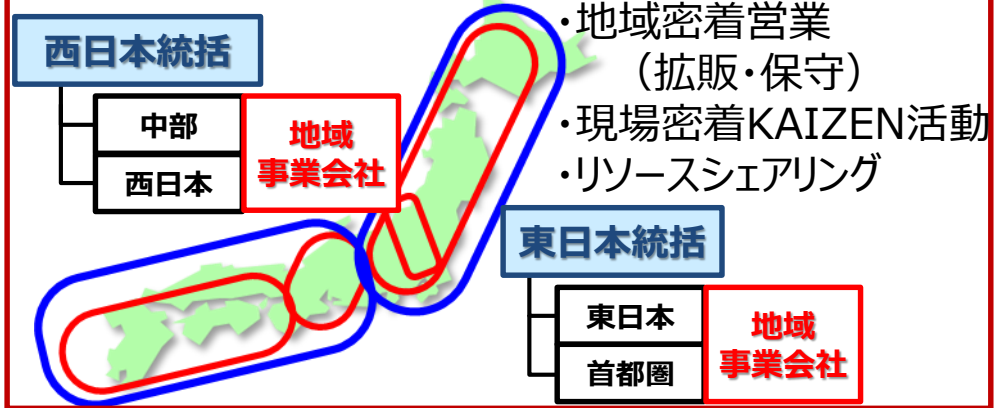 西日本統括
中部
西日本
地域
事業会社
・地域密着営業
（拡販・保守）
・現場密着KAIZEN活動
・リソースシェアリング
東日本統括
東日本
首都圏
地域
事業会社